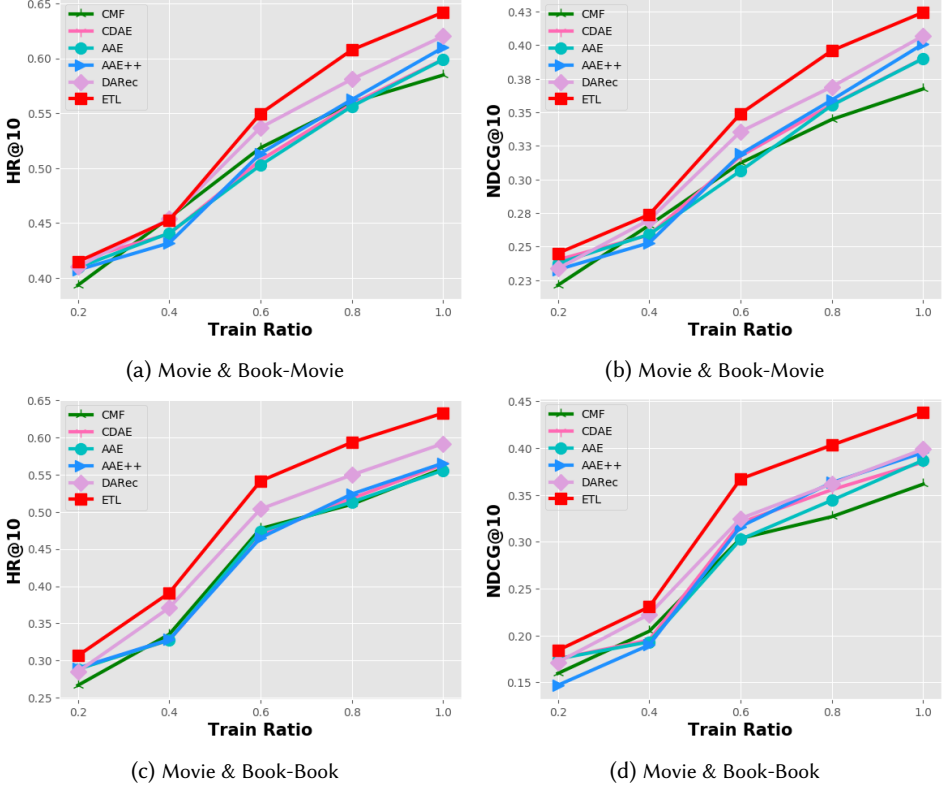 0.65
0.60
0.55
0.50
0.45
0.40
HR@10
CMF
CDAE
AAE
AAE++
DARec
ETL
0.2 0.4 0.6 0.8 1.0
Train Ratio
(a) Movie & Book-Movie
0.43
0.40
0.38
0.35
0.33
0.30
0.28
0.25
0.23
NDCG@10
CMF
CDAE
AAE
AAE++
DARec
ETL
0.2 0.4 0.6 0.8 1.0
Train Ratio
(b) Movie & Book-Movie
0.65
0.60
0.55
0.50
0.45
0.40
0.35
0.30
0.25
HR@10
CMF
CDAE
AAE
AAE++
DARec
ETL
0.2 0.4 0.6 0.8 1.0
Train Ratio
(c) Movie & Book-Book
0.45
0.40
0.35
0.30
0.25
0.20
0.15
NDCG@10
CMF
CDAE
AAE
AAE++
DARec
ETL
0.2 0.4 0.6 0.8 1.0
Train Ratio
(d) Movie & Book-Book